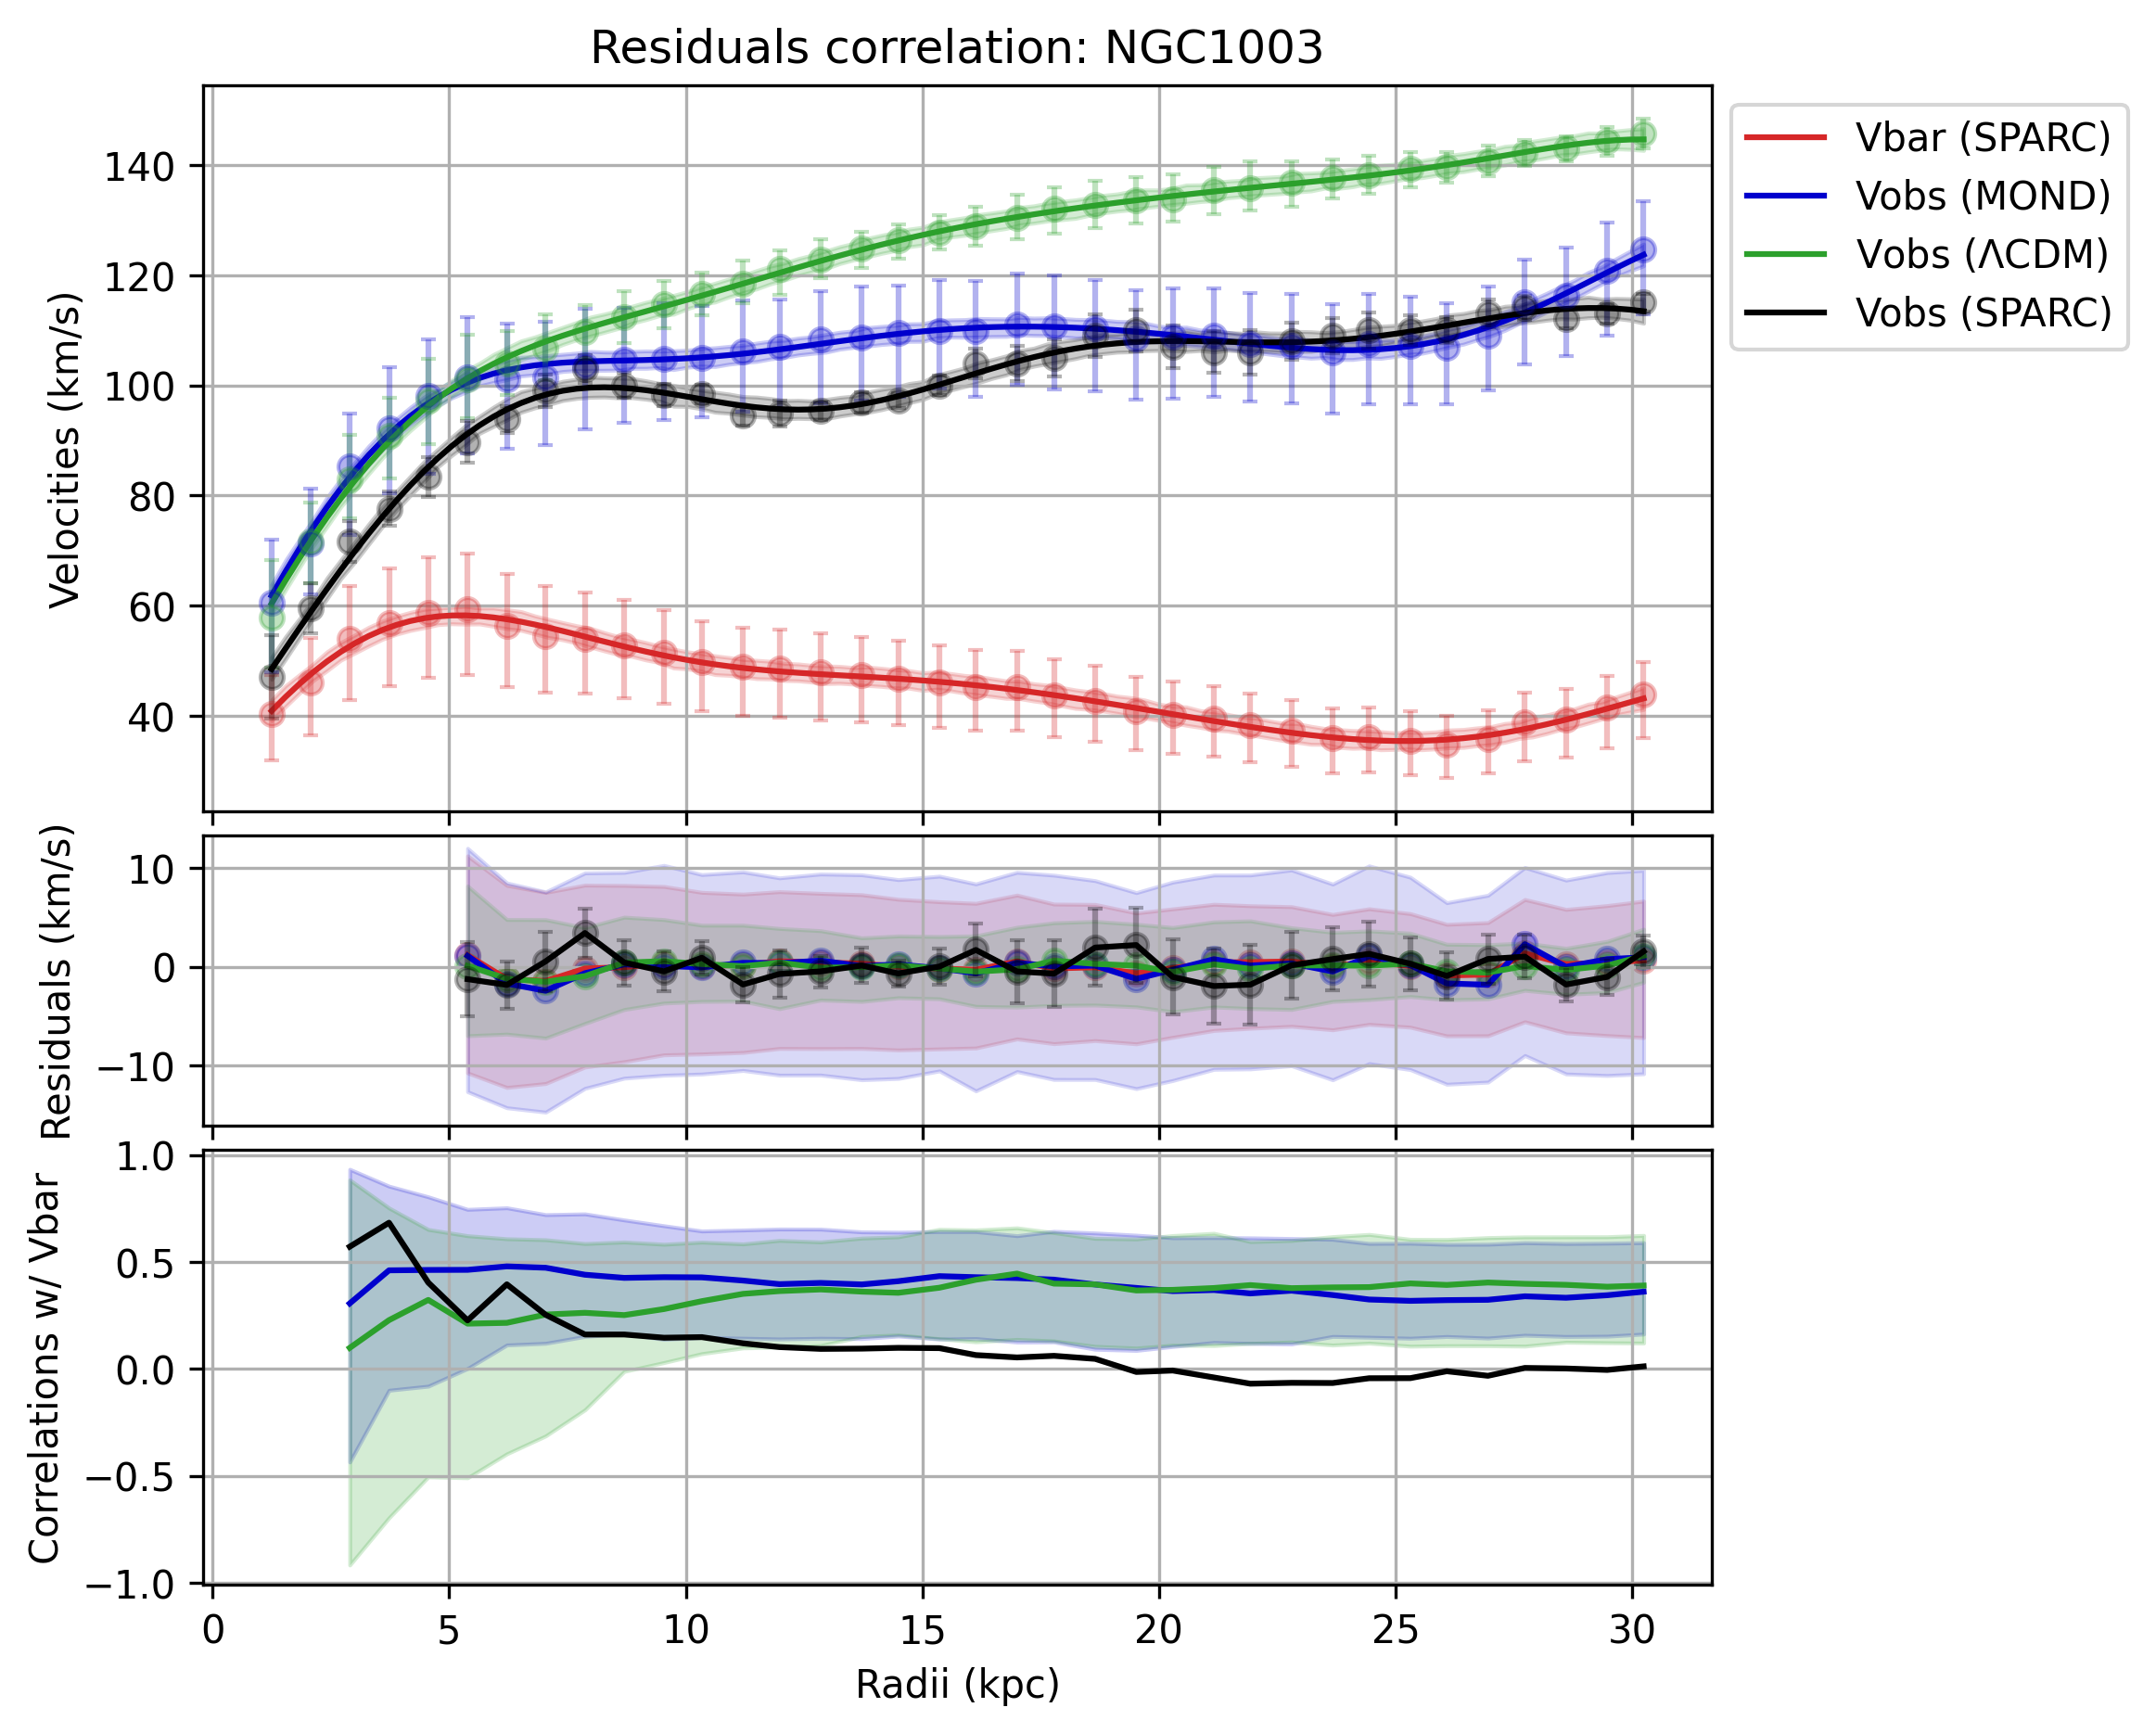 Residuals correlation: NGC1003
Velocities (km/s)
140
120
100
80
60
40
Vbar (SPARC)
Vobs (MOND)
Vobs (ΛCDM)
Vobs (SPARC)
Residuals (km/s)
10
0
−10
Correlations w/ Vbar
1.0
0.5
0.0
−0.5
−1.0
0 5 10 15 20 25 30
Radii (kpc)